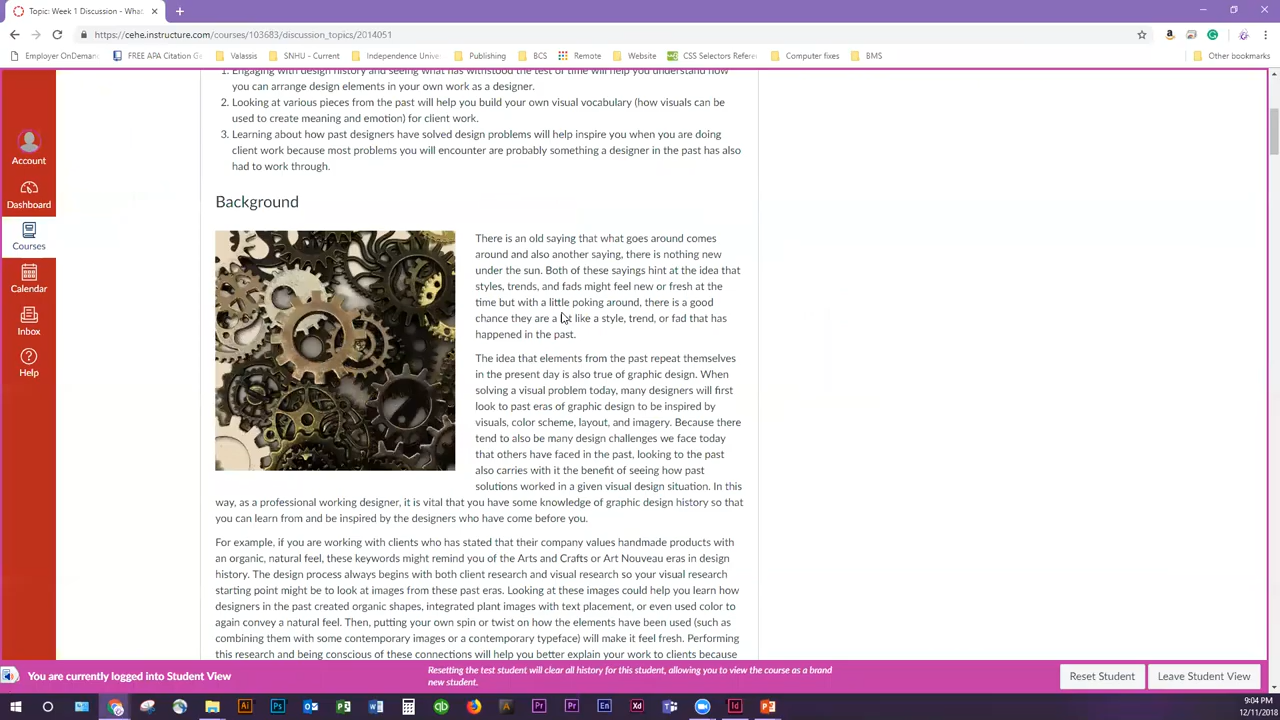 Topic: Week 1 Discussion - What
https://cehe.instructure.com/courses/103683/discussion_topics/2014051
Employer OnDeman
FREE APA Citation Ge
Valassis
SNHU - Current
Independence Unive
Publishing
BCS
Remote
Website
CSS Selectors Refere
Computer fixes
BMS
Other bookmarks
Account
Dashboard
Courses
Calendar
Inbox
Help
1. Engaging with design history and seeing what has withstood the test of time will help you understand how
you can arrange design elements in your own work as a designer.
2. Looking at various pieces from the past will help you build your own visual vocabulary (how visuals can be
used to create meaning and emotion) for client work.
3. Learning about how past designers have solved design problems will help inspire you when you are doing
client work because most problems you will encounter are probably something a designer in the past has also
had to work through.
Background
There is an old saying that what goes around comes
around and also another saying, there is nothing new
under the sun. Both of these sayings hint at the idea that
styles, trends, and fads might feel new or fresh at the
time but with a little poking around, there is a good
chance they are a lot like a style, trend, or fad that has
happened in the past.
The idea that elements from the past repeat themselves
in the present day is also true of graphic design. When
solving a visual problem today, many designers will first
look to past eras of graphic design to be inspired by
visuals, color scheme, layout, and imagery. Because there
tend to also be many design challenges we face today
that others have faced in the past, looking to the past
also carries with it the benefit of seeing how past
solutions worked in a given visual design situation. In this
way, as a professional working designer, it is vital that you have some knowledge of graphic design history so that
you can learn from and be inspired by the designers who have come before you.
For example, if you are working with clients who has stated that their company values handmade products with
an organic, natural feel, these keywords might remind you of the Arts and Crafts or Art Nouveau eras in design
history. The design process always begins with both client research and visual research so your visual research
starting point might be to look at images from these past eras. Looking at these images could help you learn how
designers in the past created organic shapes, integrated plant images with text placement, or even used color to
again convey a natural feel. Then, putting your own spin or twist on how the elements have been used (such as
combining them with some contemporary images or a contemporary typeface) will make it feel fresh. Performing
this research and being conscious of these connections will help you better explain your work to clients because
You are currently logged into Student View
Resetting the test student will clear all history for this student, allowing you to view the course as a brand
new student.
Reset Student
Leave Student View
9:04 PM
12/11/2018